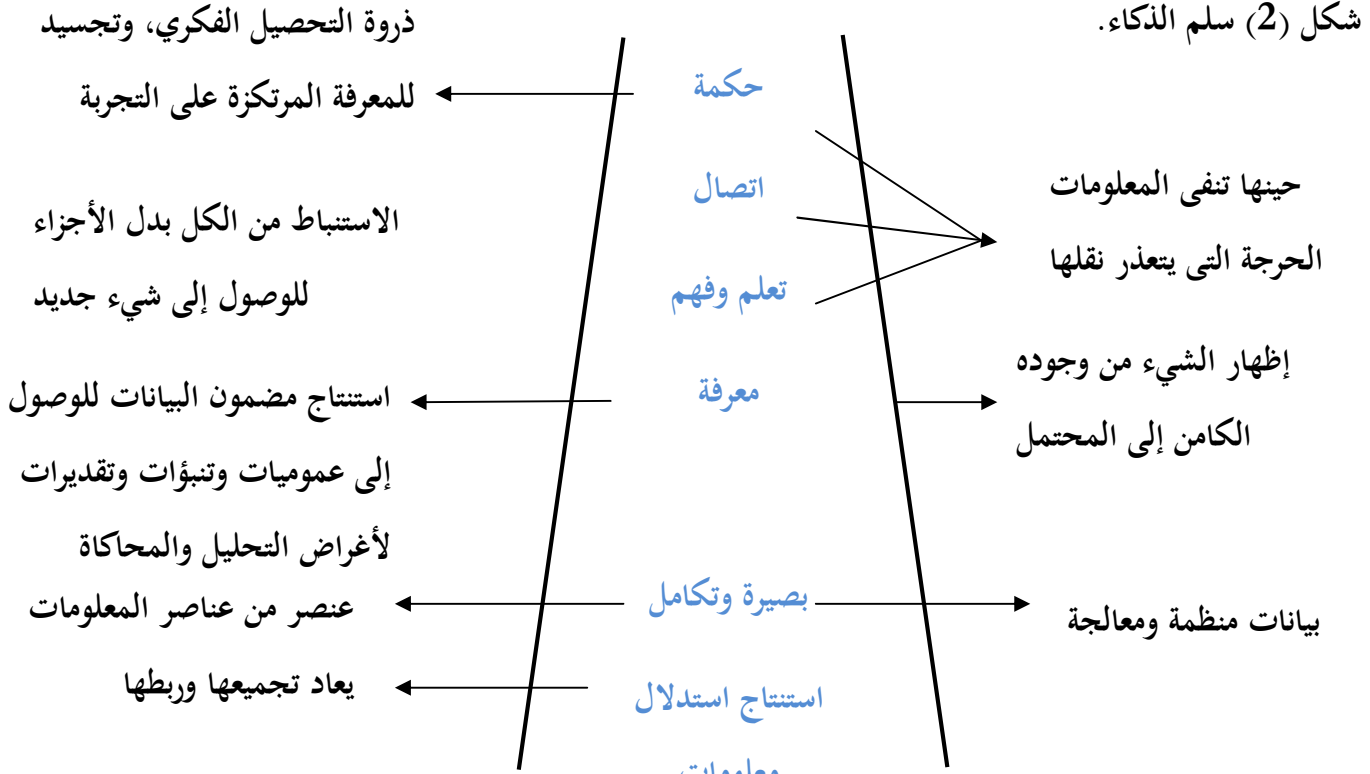 شكل (2) سلم الذكاء.
حينها تنفى المعلومات
الحرجة التى يتعذر نقلها
إظهار الشيء من وجوده
الكامن إلى المحتمل
بيانات منظمة ومعالجة
حكمة
اتصال
تعلم وفهم
معرفة
بصيرة وتكامل
استنتاج استدلال
معلومات
ذروة التحصيل الفكري، وتجسيد
للمعرفة المرتكزة على التجربة
الاستنباط من الكل بدل الأجزاء
للوصول إلى شيء جديد
استنتاج مضمون البيانات للوصول
إلى عموميات وتنبؤات وتقديرات
لأغراض التحليل والمحاكاة
عنصر من عناصر المعلومات
يعاد تجميعها وربطها